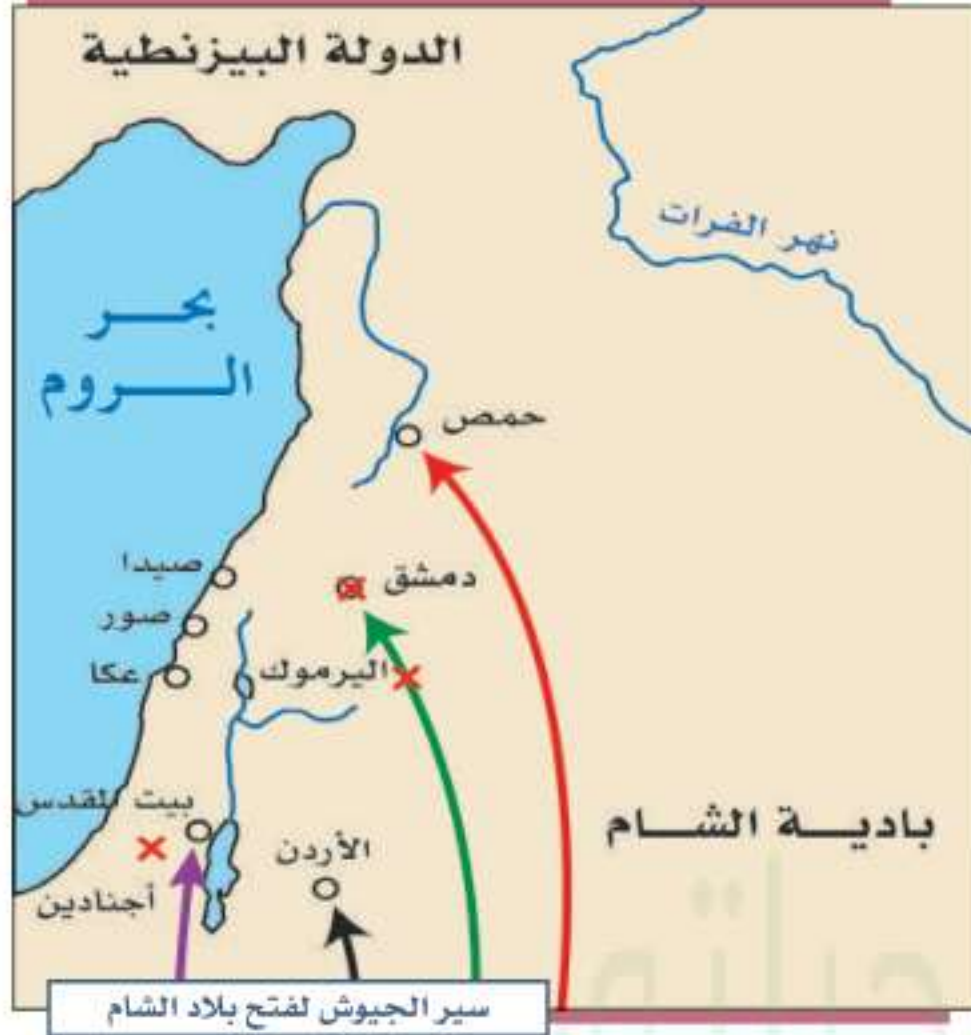 الدولة البيزنطية
نهر الفرات
بحر
الروم
حمص
صيدا
دمشق
صور
عكا
اليرموك
بيت المقدس
بادية الشام
الأردن
أجنادين
سير الجيوش لفتح بلاد الشام